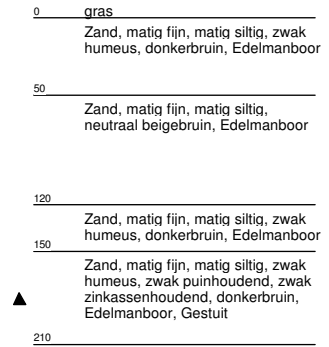 0 gras
Zand, matig fijn, matig siltig, zwak
humeus, donkerbruin, Edelmanboor
50
Zand, matig fijn, matig siltig,
neutraal beigebruin, Edelmanboor
120
Zand, matig fijn, matig siltig, zwak
humeus, donkerbruin, Edelmanboor
150
Zand, matig fijn, matig siltig, zwak
humeus, zwak puinhoudend, zwak
zinkassenhoudend, donkerbruin,
Edelmanboor, Gestuit
210